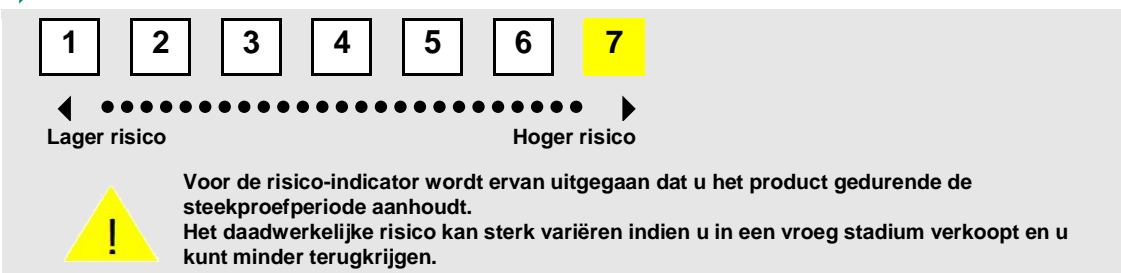 1 2 3 4 5 6 7
Lager risico Hoger risico
!
Voor de risico-indicator wordt ervan uitgegaan dat u het product gedurende de
steekproefperiode aanhoudt.
Het daadwerkelijke risico kan sterk variëren indien u in een vroeg stadium verkoopt en u
kunt minder terugkrijgen.